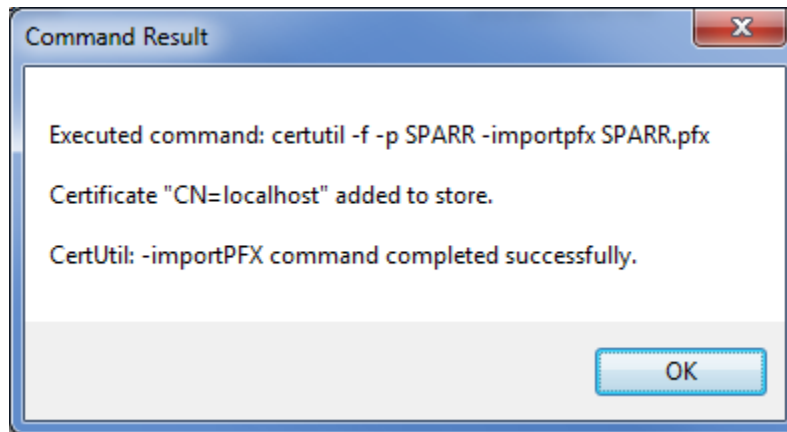 Command Result
Executed command: certutil -f -p SPARR -importpfx SPARR.pfx
Certificate "CN=localhost" added to store.
CertUtil: -importPFX command completed successfully.
OK